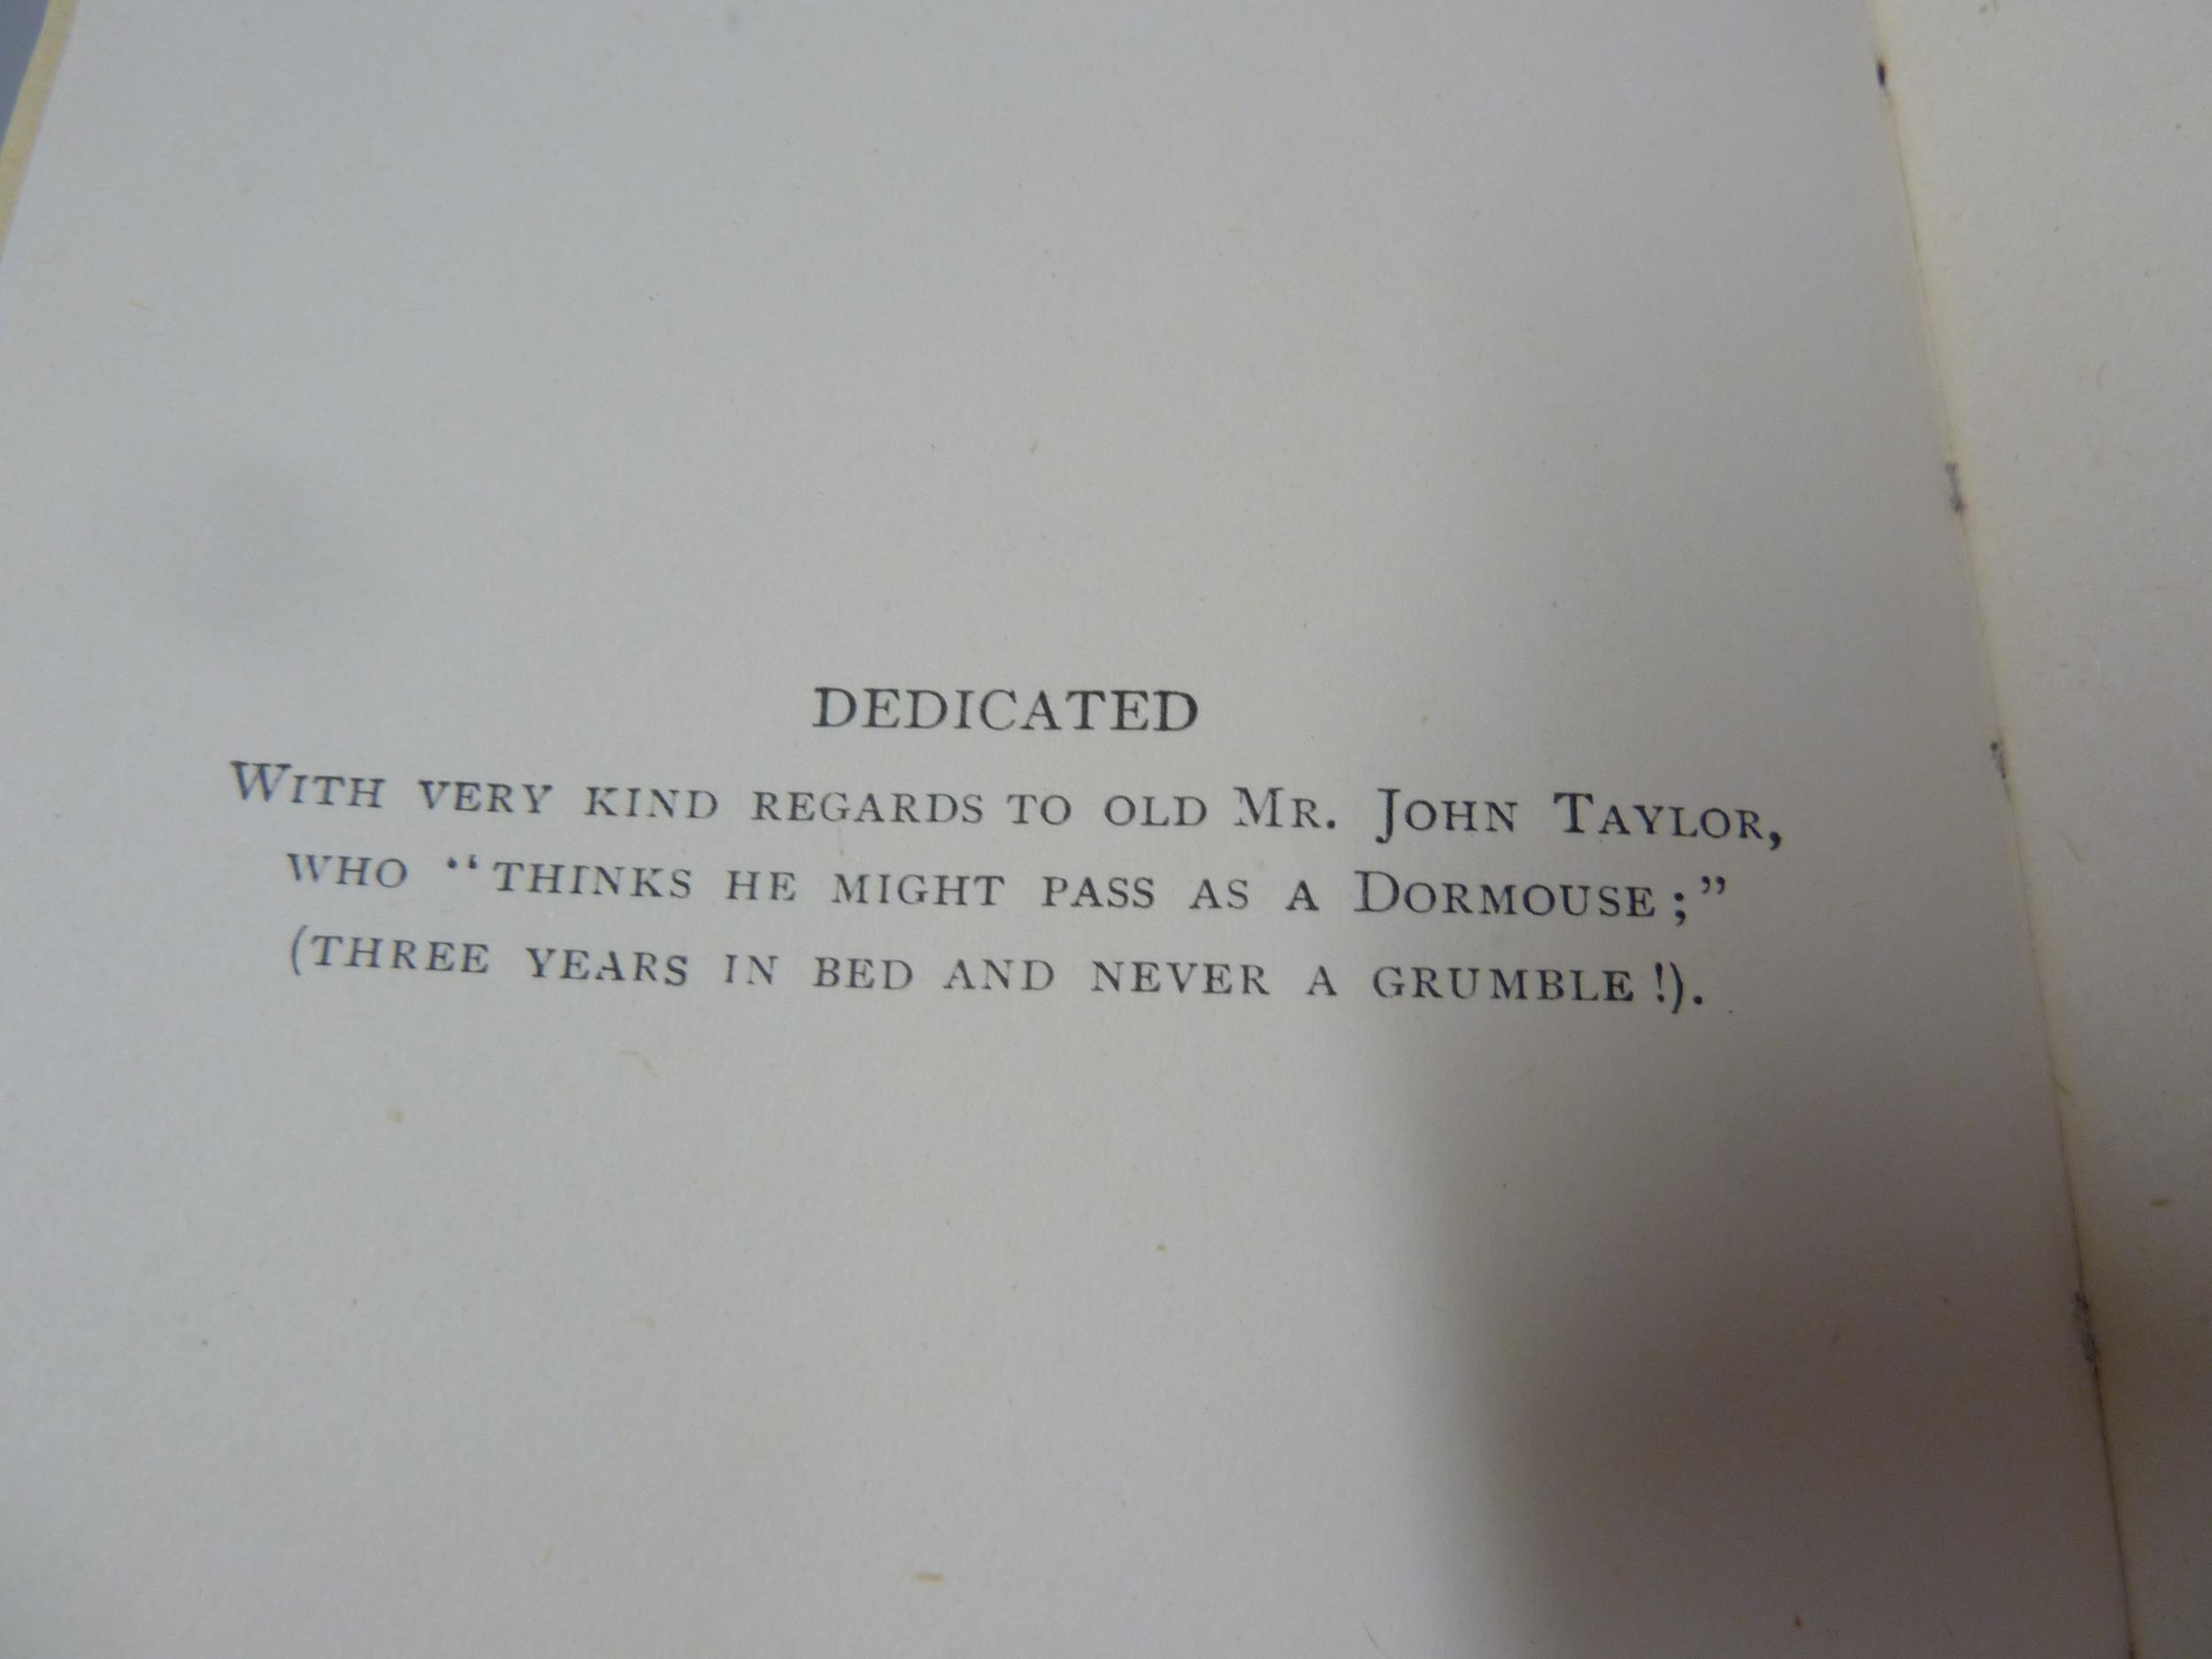 DEDICATED
WITH VERY KIND REGARDS TO OLD MR. JOHN TAYLOR,
WHO “THINKS HE MIGHT PASS AS A DORMOUSE;”
(THREE YEARS IN BED AND NEVER A GRUMBLE!).